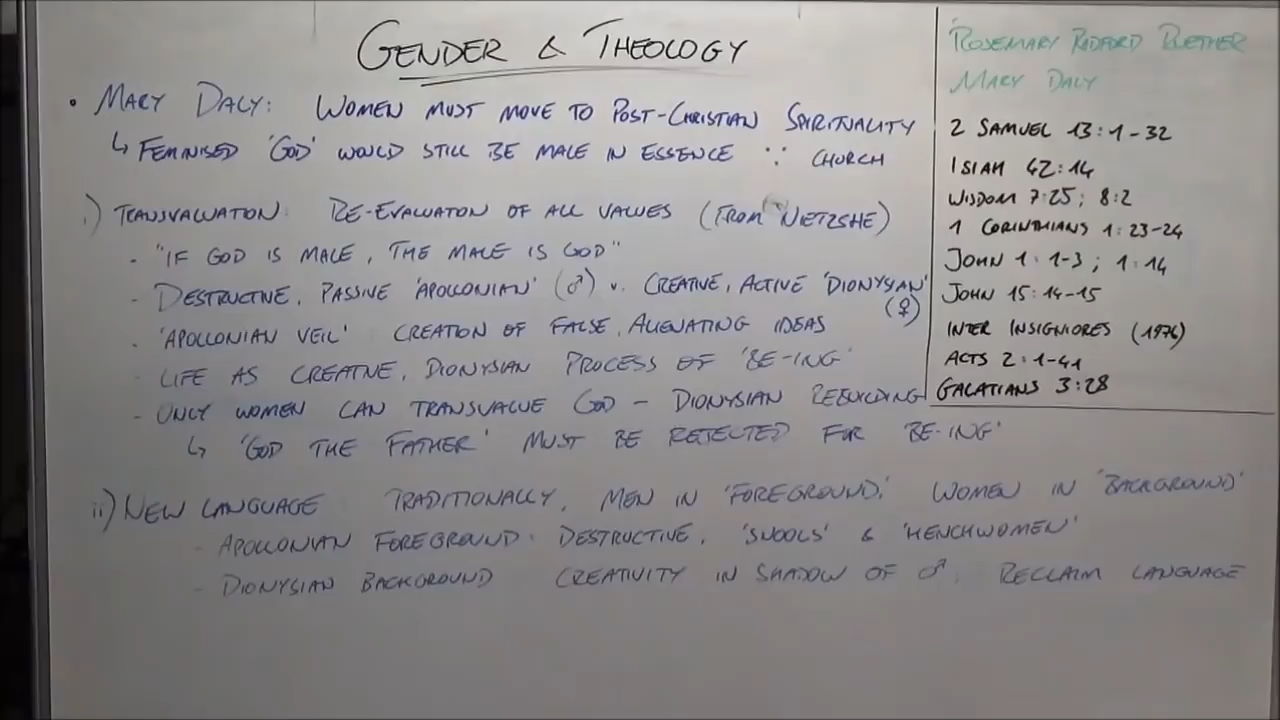 GENDER & THEOLOGY
• MARY DALY: WOMEN MUST MOVE TO POST-CHRISTIAN SPIRITUALITY
↳ FEMINISED 'GOD' WOULD STILL BE MALE IN ESSENCE ∵ CHURCH
i) TRANSVALUATION: RE-EVALUATION OF ALL VALUES (FROM NIETZSHE)
- "IF GOD IS MALE, THE MALE IS GOD"
- DESTRUCTIVE, PASSIVE 'APOLLONIAN' (♂) v. CREATIVE, ACTIVE 'DIONYSIAN' (♀)
- 'APOLLONIAN VEIL' CREATION OF FALSE, ALIENATING IDEAS
- LIFE AS CREATIVE, DIONYSIAN PROCESS OF 'BE-ING'
- ONLY WOMEN CAN TRANSVALUE GOD - DIONYSIAN REBUILDING
↳ 'GOD THE FATHER' MUST BE REJECTED FOR 'BE-ING'
ii) NEW LANGUAGE TRADITIONALLY, MEN IN 'FOREGROUND', WOMEN IN 'BACKGROUND'
- APOLLONIAN FOREGROUND: DESTRUCTIVE, 'SNOOLS' & 'HENCHWOMEN'
- DIONYSIAN BACKGROUND CREATIVITY IN SHADOW OF ♂, RECLAIM LANGUAGE
ROSEMARY RADFORD RUETHER
MARY DALY
2 SAMUEL 13:1-32
ISIAH 42:14
WISDOM 7:25; 8:2
1 CORINTHIANS 1:23-24
JOHN 1:1-3; 1:14
JOHN 15:14-15
INTER INSIGNIORES (1976)
ACTS 2:1-41
GALATIANS 3:28